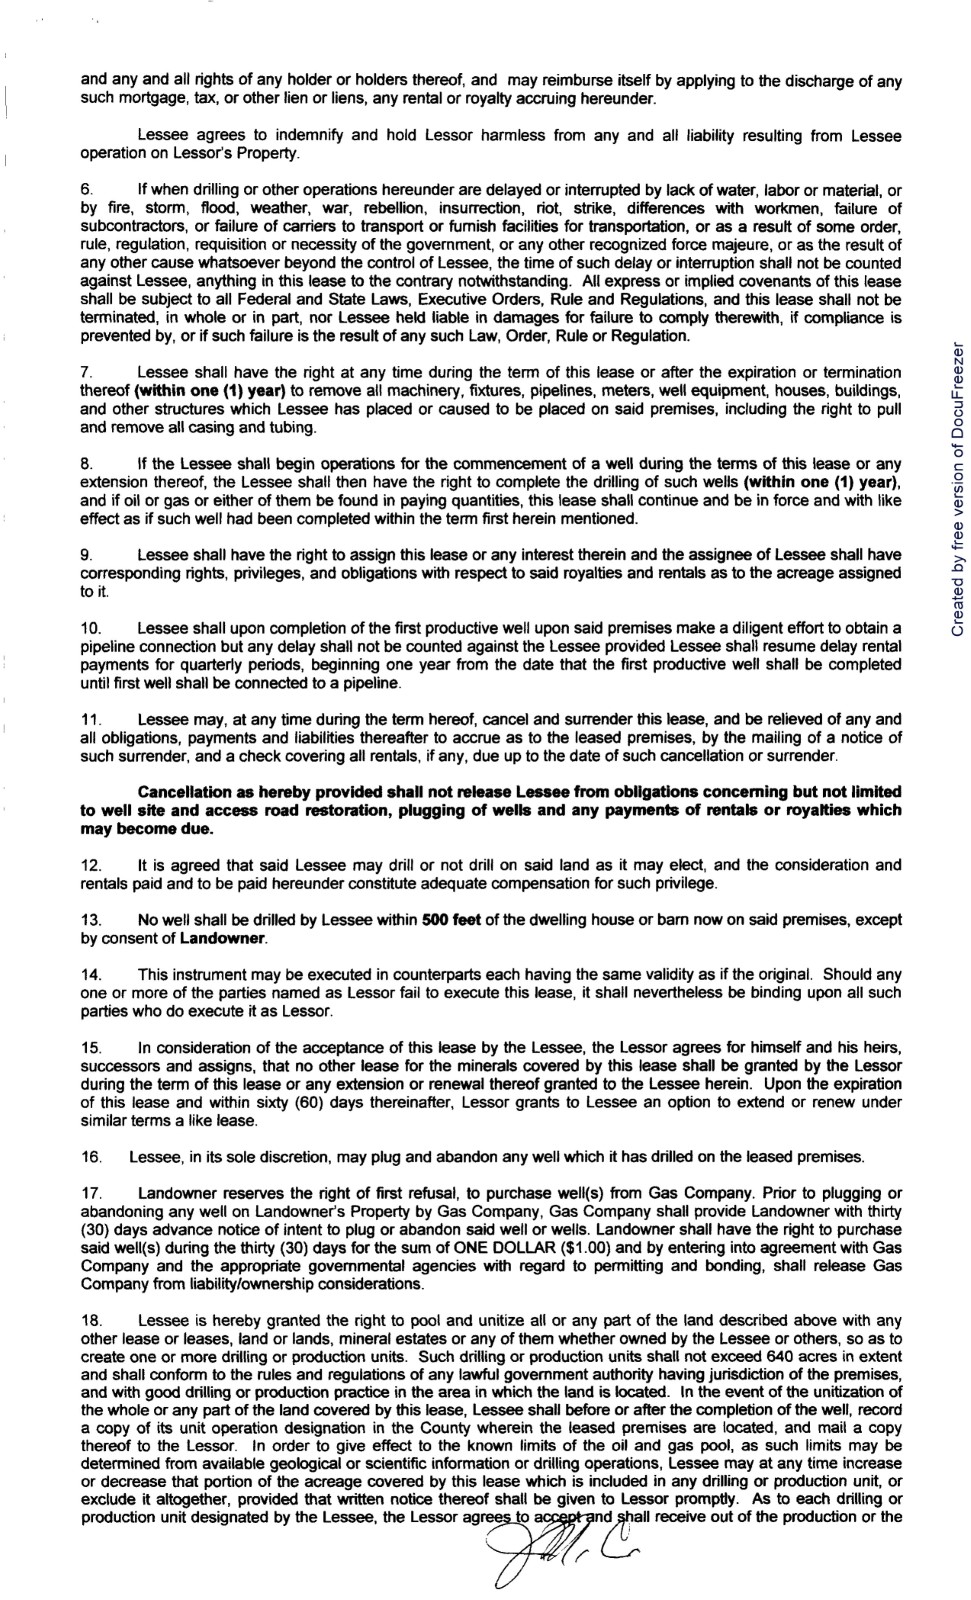 and any and all rights of any holder or holders thereof, and may reimburse itself by applying to the discharge of any
such mortgage, tax, or other lien or liens, any rental or royalty accruing hereunder.
Lessee agrees to indemnify and hold Lessor harmless from any and all liability resulting from Lessee
operation on Lessor's Property.
6. If when drilling or other operations hereunder are delayed or interrupted by lack of water, labor or material, or
by fire, storm, flood, weather, war, rebellion, insurrection, riot, strike, differences with workmen, failure of
subcontractors, or failure of carriers to transport or furnish facilities for transportation, or as a result of some order,
rule, regulation, requisition or necessity of the government, or any other recognized force majeure, or as the result of
any other cause whatsoever beyond the control of Lessee, the time of such delay or interruption shall not be counted
against Lessee, anything in this lease to the contrary notwithstanding. All express or implied covenants of this lease
shall be subject to all Federal and State Laws, Executive Orders, Rule and Regulations, and this lease shall not be
terminated, in whole or in part, nor Lessee held liable in damages for failure to comply therewith, if compliance is
prevented by, or if such failure is the result of any such Law, Order, Rule or Regulation.
7. Lessee shall have the right at any time during the term of this lease or after the expiration or termination
thereof (within one (1) year) to remove all machinery, fixtures, pipelines, meters, well equipment, houses, buildings,
and other structures which Lessee has placed or caused to be placed on said premises, including the right to pull
and remove all casing and tubing.
8. If the Lessee shall begin operations for the commencement of a well during the terms of this lease or any
extension thereof, the Lessee shall then have the right to complete the drilling of such wells (within one (1) year),
and if oil or gas or either of them be found in paying quantities, this lease shall continue and be in force and with like
effect as if such well had been completed within the term first herein mentioned.
9. Lessee shall have the right to assign this lease or any interest therein and the assignee of Lessee shall have
corresponding rights, privileges, and obligations with respect to said royalties and rentals as to the acreage assigned
to it.
10. Lessee shall upon completion of the first productive well upon said premises make a diligent effort to obtain a
pipeline connection but any delay shall not be counted against the Lessee provided Lessee shall resume delay rental
payments for quarterly periods, beginning one year from the date that the first productive well shall be completed
until first well shall be connected to a pipeline.
11. Lessee may, at any time during the term hereof, cancel and surrender this lease, and be relieved of any and
all obligations, payments and liabilities thereafter to accrue as to the leased premises, by the mailing of a notice of
such surrender, and a check covering all rentals, if any, due up to the date of such cancellation or surrender.
Cancellation as hereby provided shall not release Lessee from obligations concerning but not limited
to well site and access road restoration, plugging of wells and any payments of rentals or royalties which
may become due.
12. It is agreed that said Lessee may drill or not drill on said land as it may elect, and the consideration and
rentals paid and to be paid hereunder constitute adequate compensation for such privilege.
13. No well shall be drilled by Lessee within 500 feet of the dwelling house or barn now on said premises, except
by consent of Landowner.
14. This instrument may be executed in counterparts each having the same validity as if the original. Should any
one or more of the parties named as Lessor fail to execute this lease, it shall nevertheless be binding upon all such
parties who do execute it as Lessor.
15. In consideration of the acceptance of this lease by the Lessee, the Lessor agrees for himself and his heirs,
successors and assigns, that no other lease for the minerals covered by this lease shall be granted by the Lessor
during the term of this lease or any extension or renewal thereof granted to the Lessee herein. Upon the expiration
of this lease and within sixty (60) days thereinafter, Lessor grants to Lessee an option to extend or renew under
similar terms a like lease.
16. Lessee, in its sole discretion, may plug and abandon any well which it has drilled on the leased premises.
17. Landowner reserves the right of first refusal, to purchase well(s) from Gas Company. Prior to plugging or
abandoning any well on Landowner's Property by Gas Company, Gas Company shall provide Landowner with thirty
(30) days advance notice of intent to plug or abandon said well or wells. Landowner shall have the right to purchase
said well(s) during the thirty (30) days for the sum of ONE DOLLAR ($1.00) and by entering into agreement with Gas
Company and the appropriate governmental agencies with regard to permitting and bonding, shall release Gas
Company from liability/ownership considerations.
18. Lessee is hereby granted the right to pool and unitize all or any part of the land described above with any
other lease or leases, land or lands, mineral estates or any of them whether owned by the Lessee or others, so as to
create one or more drilling or production units. Such drilling or production units shall not exceed 640 acres in extent
and shall conform to the rules and regulations of any lawful government authority having jurisdiction of the premises,
and with good drilling or production practice in the area in which the land is located. In the event of the unitization of
the whole or any part of the land covered by this lease, Lessee shall before or after the completion of the well, record
a copy of its unit operation designation in the County wherein the leased premises are located, and mail a copy
thereof to the Lessor. In order to give effect to the known limits of the oil and gas pool, as such limits may be
determined from available geological or scientific information or drilling operations, Lessee may at any time increase
or decrease that portion of the acreage covered by this lease which is included in any drilling or production unit, or
exclude it altogether, provided that written notice thereof shall be given to Lessor promptly. As to each drilling or
production unit designated by the Lessee, the Lessor agrees to accept and shall receive out of the production or the
Created by free version of DocuFreezer